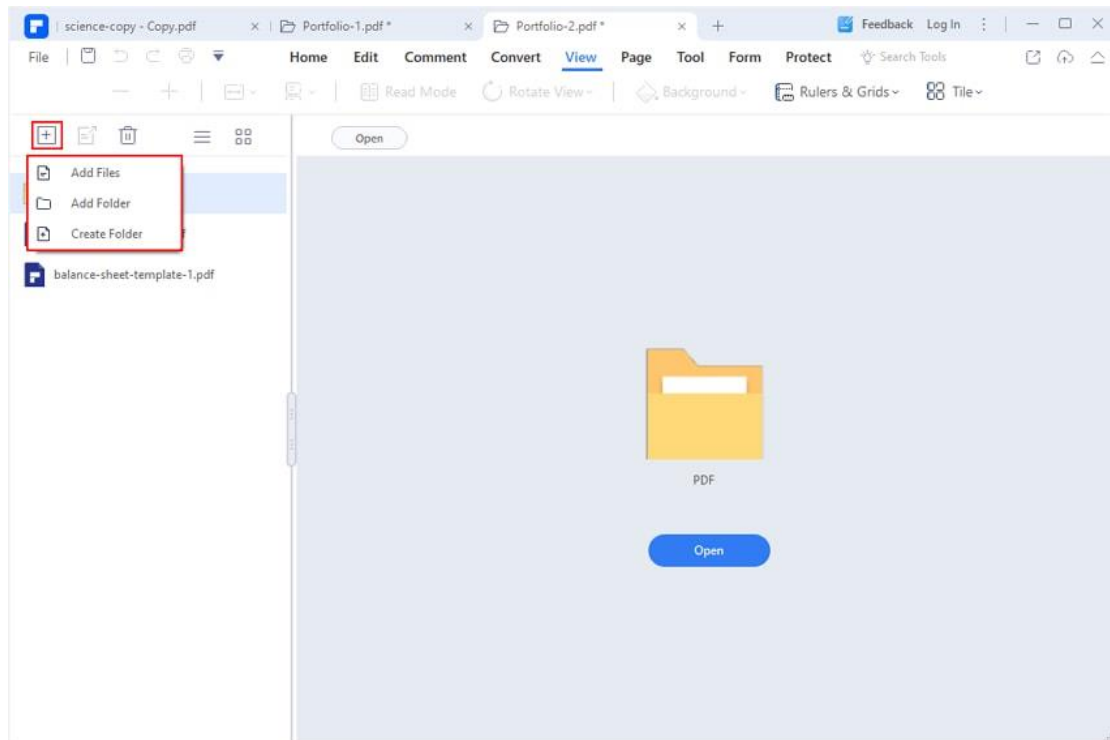 science-copy - Copy.pdf Portfolio-1.pdf * Portfolio-2.pdf * Feedback Log In
File Home Edit Comment Convert View Page Tool Form Protect Search Tools
Read Mode Rotate View Background Rulers & Grids Tile
Open
Add Files
Add Folder
Create Folder
balance-sheet-template-1.pdf
PDF
Open